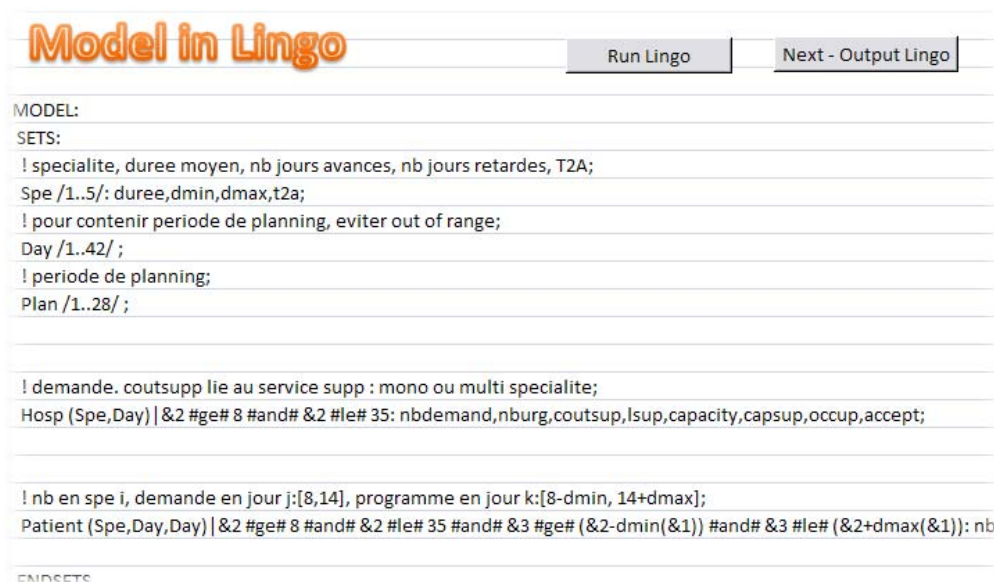 Model in Lingo
Run Lingo
Next - Output Lingo
MODEL:
SETS:
! specialite, duree moyen, nb jours avances, nb jours retardes, T2A;
Spe /1..5/: duree,dmin,dmax,t2a;
! pour contenir periode de planning, eviter out of range;
Day /1..42/ ;
! periode de planning;
Plan /1..28/ ;
! demande. coutsupp lie au service supp : mono ou multi specialite;
Hosp (Spe,Day)|&2 #ge# 8 #and# &2 #le# 35: nbdemand,nburg,coutsup,lsup,capacity,capsup,occup,accept;
! nb en spe i, demande en jour j:[8,14], programme en jour k:[8-dmin, 14+dmax];
Patient (Spe,Day,Day)|&2 #ge# 8 #and# &2 #le# 35 #and# &3 #ge# (&2-dmin(&1)) #and# &3 #le# (&2+dmax(&1)): nb
ENDSETS